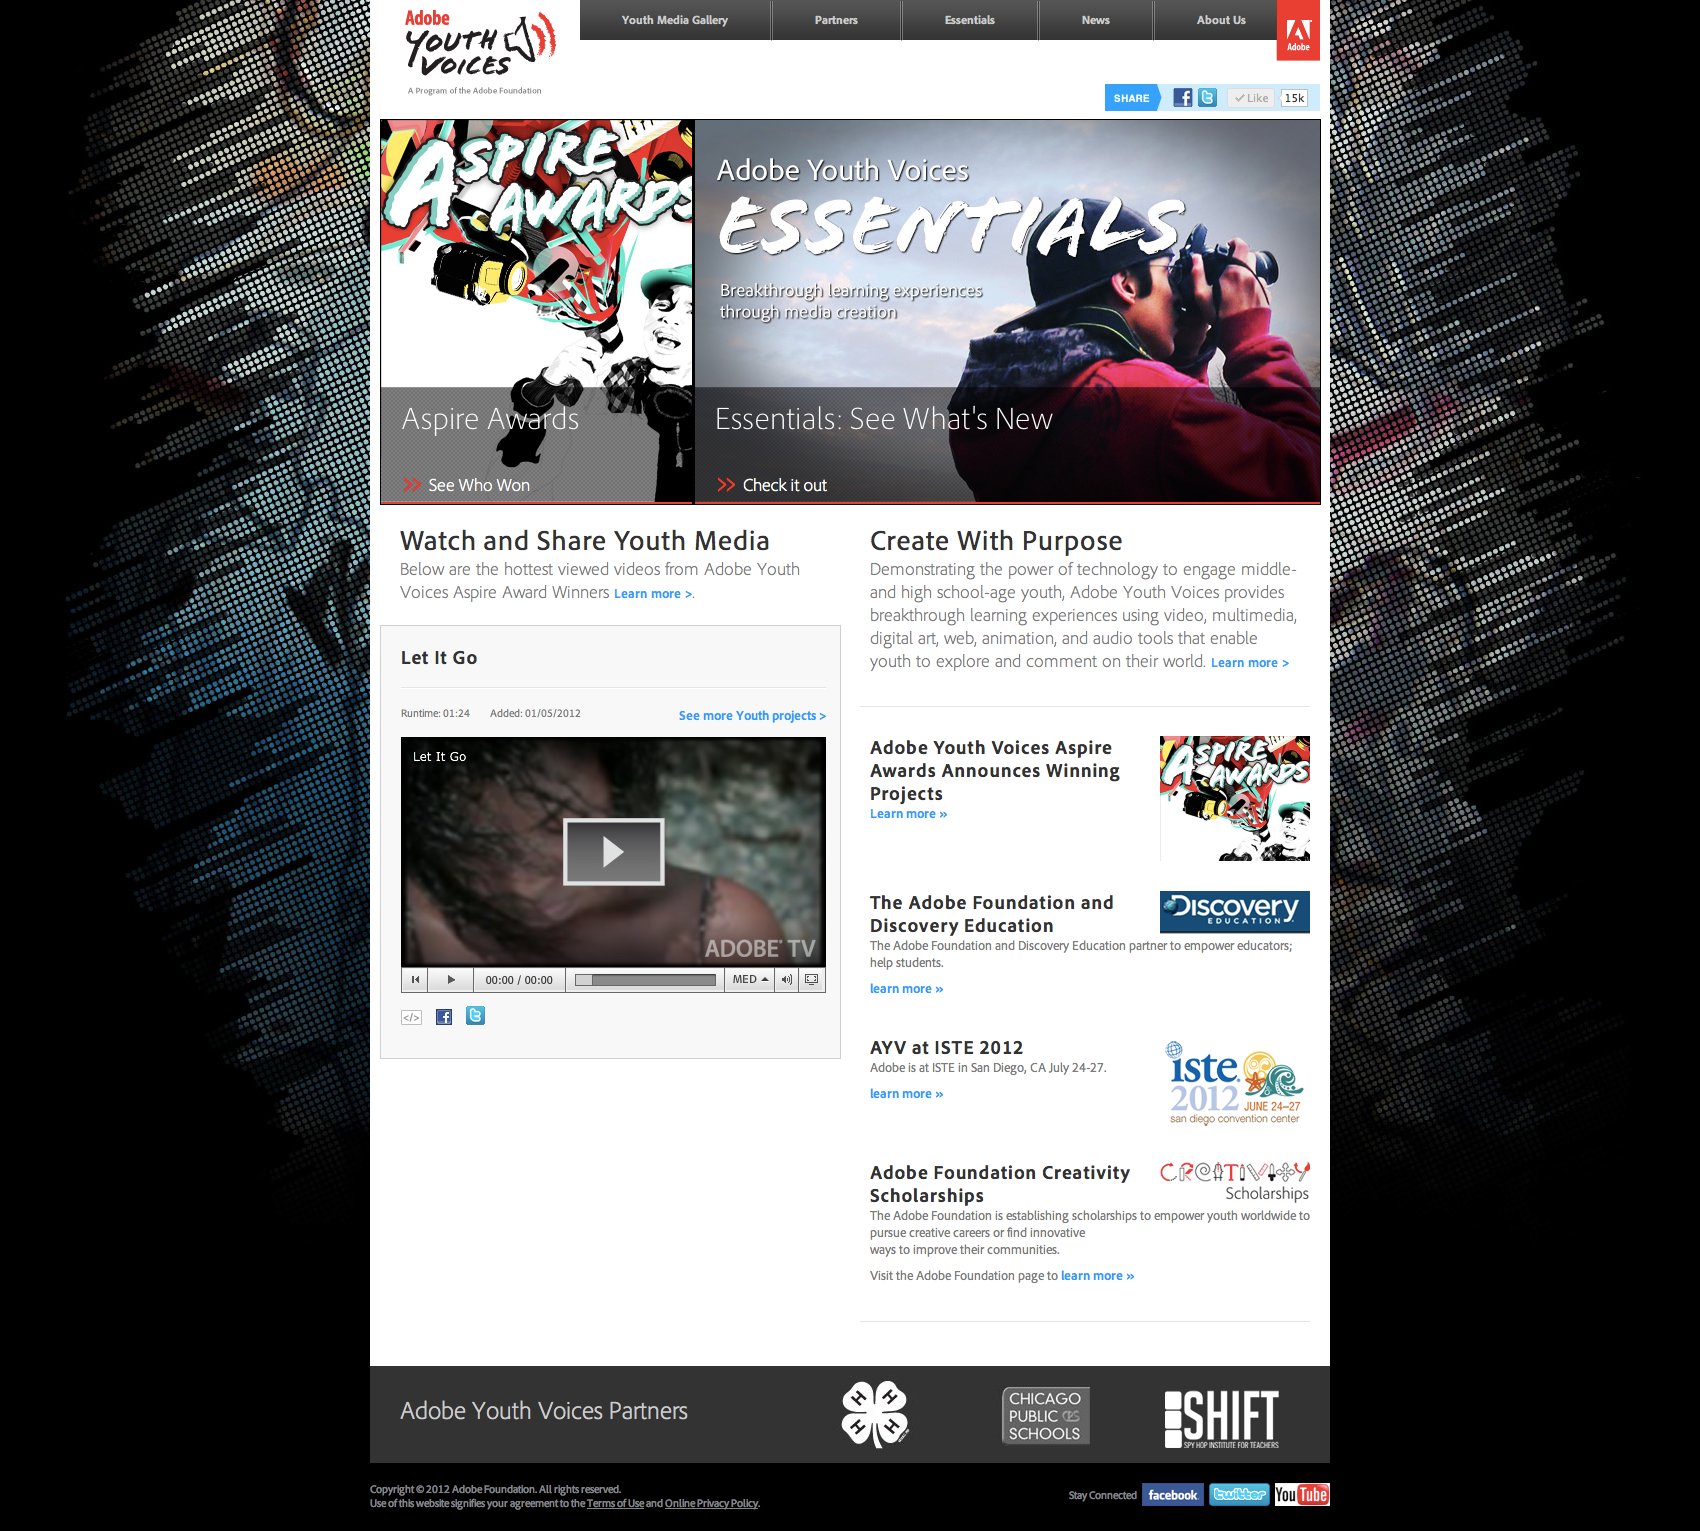 Adobe
YOUTH
VOICES
A Program of the Adobe Foundation
Youth Media Gallery
Partners
Essentials
News
About Us
Adobe
SHARE
Like
15k
ASPIRE
AWARDS
Aspire Awards
See Who Won
Adobe Youth Voices
ESSENTIALS
Breakthrough learning experiences
through media creation
Essentials: See What's New
Check it out
Watch and Share Youth Media
Below are the hottest viewed videos from Adobe Youth
Voices Aspire Award Winners Learn more >.
Let It Go
Runtime: 01:24 Added: 01/05/2012 See more Youth projects >
Let It Go
ADOBE TV
00:00 / 00:00 MED
Create With Purpose
Demonstrating the power of technology to engage middle-
and high school-age youth, Adobe Youth Voices provides
breakthrough learning experiences using video, multimedia,
digital art, web, animation, and audio tools that enable
youth to explore and comment on their world. Learn more >
Adobe Youth Voices Aspire
Awards Announces Winning
Projects
Learn more »
ASPIRE
AWARDS
The Adobe Foundation and
Discovery Education
DISCOVERY
EDUCATION
The Adobe Foundation and Discovery Education partner to empower educators;
help students.
learn more »
AYV at ISTE 2012
Adobe is at ISTE in San Diego, CA July 24-27.
learn more »
iste
2012 JUNE 24–27
san diego convention center
Adobe Foundation Creativity
Scholarships
CREATIVITY
Scholarships
The Adobe Foundation is establishing scholarships to empower youth worldwide to
pursue creative careers or find innovative
ways to improve their communities.
Visit the Adobe Foundation page to learn more »
Adobe Youth Voices Partners
H H
H H
CHICAGO
PUBLIC CPS
SCHOOLS
SHIFT
SPY HOP INSTITUTE FOR TEACHERS
Copyright © 2012 Adobe Foundation. All rights reserved.
Use of this website signifies your agreement to the Terms of Use and Online Privacy Policy.
Stay Connected facebook twitter YouTube